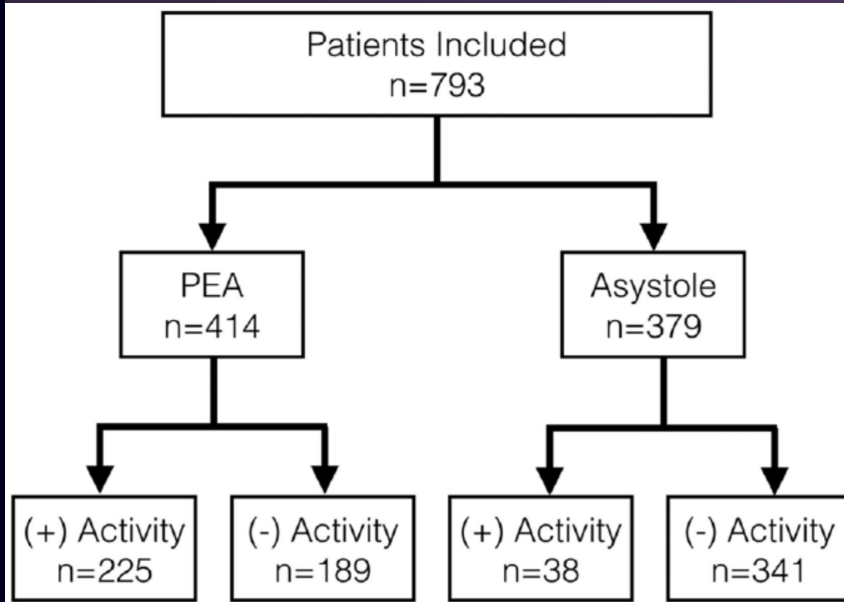 Patients Included
n=793
PEA
n=414
Asystole
n=379
(+) Activity
n=225
(-) Activity
n=189
(+) Activity
n=38
(-) Activity
n=341